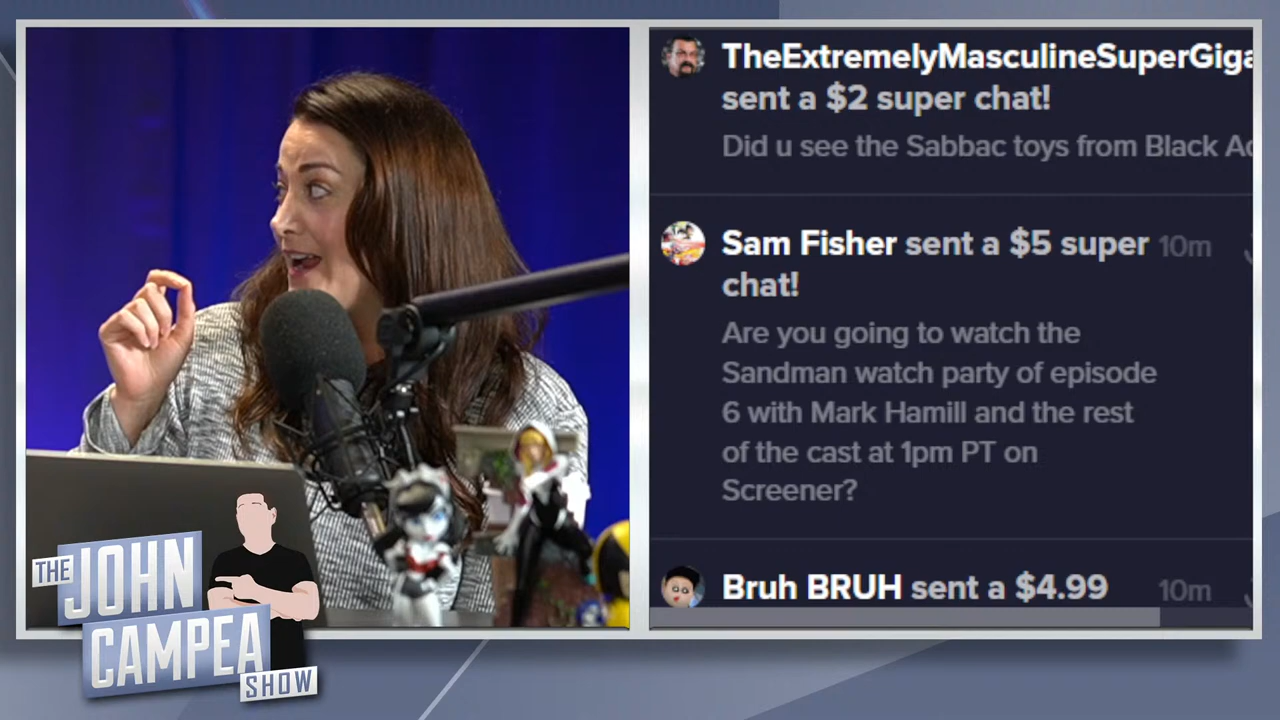 TheExtremelyMasculineSuperGiga
sent a $2 super chat!
Did u see the Sabbac toys from Black Ad
Sam Fisher sent a $5 super 10m
chat!
Are you going to watch the
Sandman watch party of episode
6 with Mark Hamill and the rest
of the cast at 1pm PT on
Screener?
Bruh BRUH sent a $4.99 10m
THE
JOHN
CAMPEA
SHOW